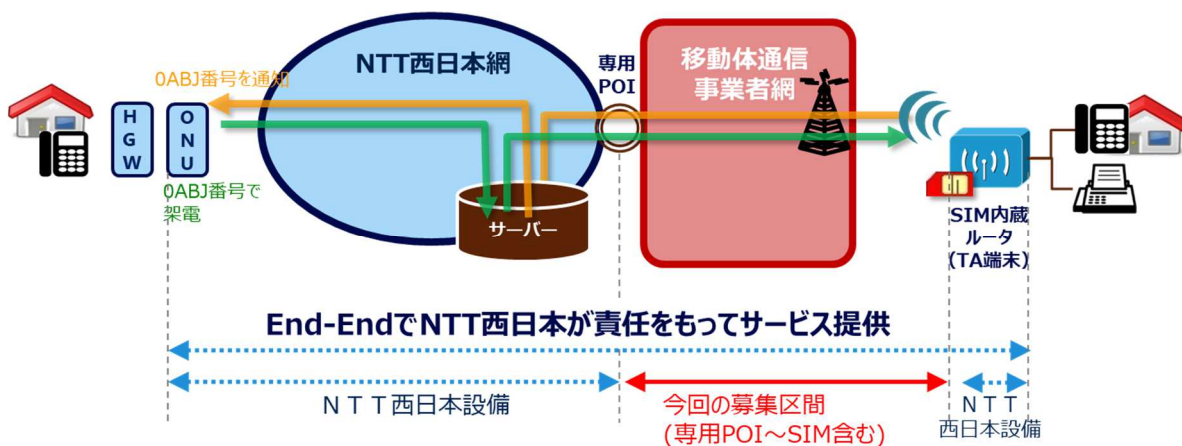 NTT西日本網
専用
POI
移動体通信
事業者網
0ABJ番号を通知
HGW
ONU
0ABJ番号で
架電
サーバー
SIM内蔵
ルータ
(TA端末)
End-EndでNTT西日本が責任をもってサービス提供
ＮＴＴ西日本設備
今回の募集区間
(専用POI～SIM含む)
ＮＴＴ
西日本設備